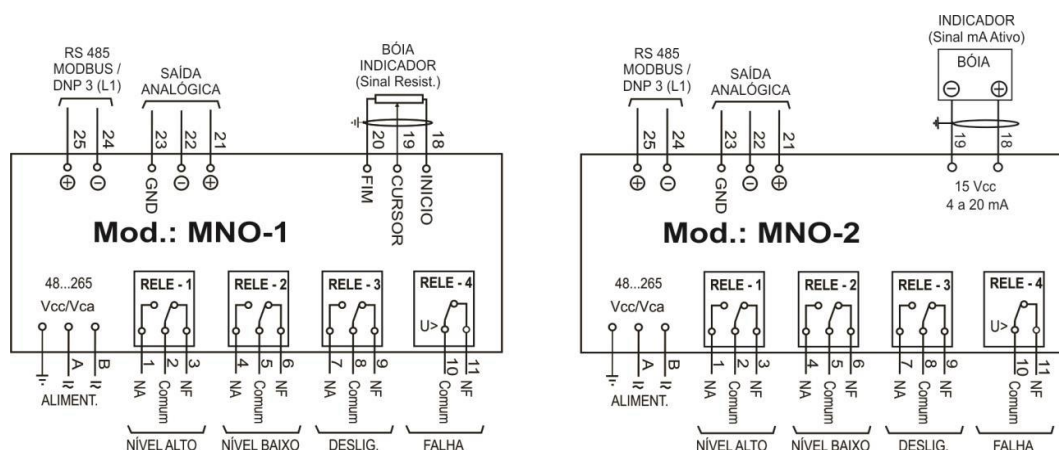 RS 485
MODBUS /
DNP 3 (L1)
SAÍDA
ANALÓGICA
BÓIA
INDICADOR
(Sinal Resist.)
25
24
23
22
21
20
19
18
GND
FIM
CURSOR
INICIO
Mod.: MNO-1
48...265
Vcc/Vca
RELE - 1
RELE - 2
RELE - 3
RELE - 4
U>
A
B
1
2
3
4
5
6
7
8
9
10
11
ALIMENT.
NA
Comum
NF
NA
Comum
NF
NA
Comum
NF
Comum
NF
NÍVEL ALTO
NÍVEL BAIXO
DESLIG.
FALHA
RS 485
MODBUS /
DNP 3 (L1)
SAÍDA
ANALÓGICA
INDICADOR
(Sinal mA Ativo)
BÓIA
25
24
23
22
21
19
18
GND
15 Vcc
4 a 20 mA
Mod.: MNO-2
48...265
Vcc/Vca
RELE - 1
RELE - 2
RELE - 3
RELE - 4
U>
A
B
1
2
3
4
5
6
7
8
9
10
11
ALIMENT.
NA
Comum
NF
NA
Comum
NF
NA
Comum
NF
Comum
NF
NÍVEL ALTO
NÍVEL BAIXO
DESLIG.
FALHA